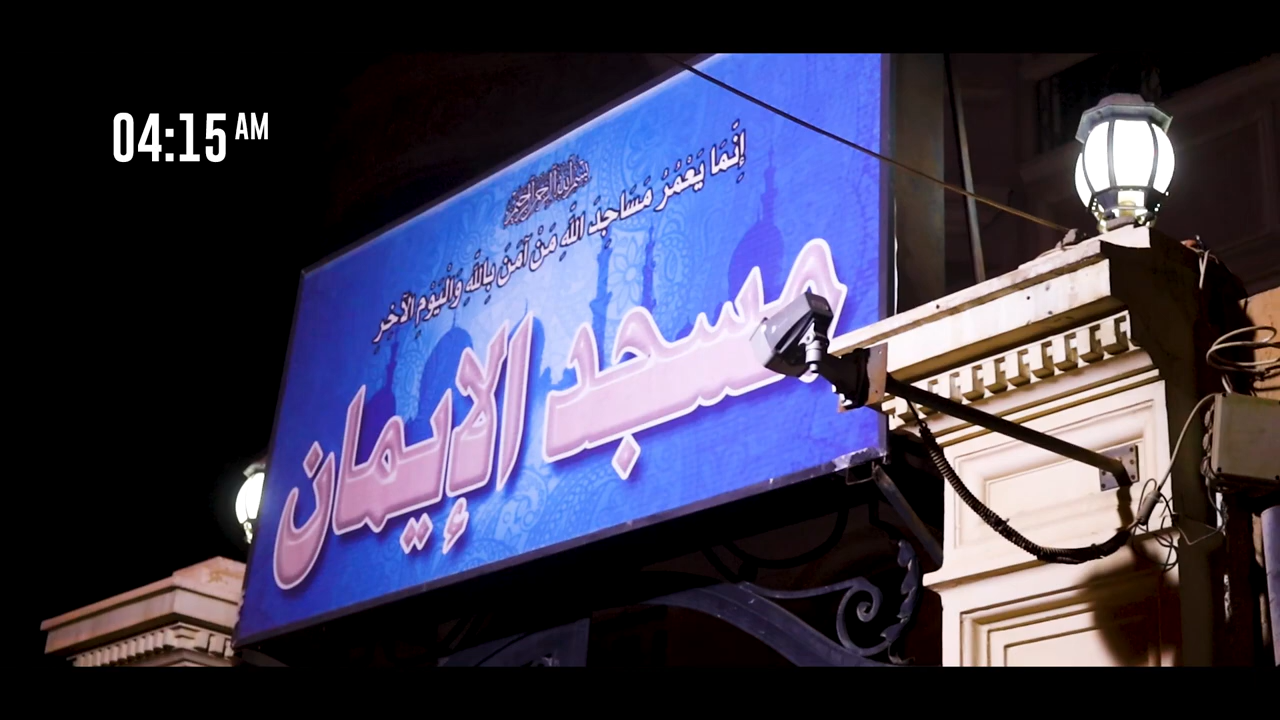 04:15 AM
بسم الله الرحمن الرحيم
إِنَّمَا يَعْمُرُ مَسَاجِدَ اللَّهِ مَنْ آمَنَ بِاللَّهِ وَالْيَوْمِ الْآخِرِ
مسجد الإيمان